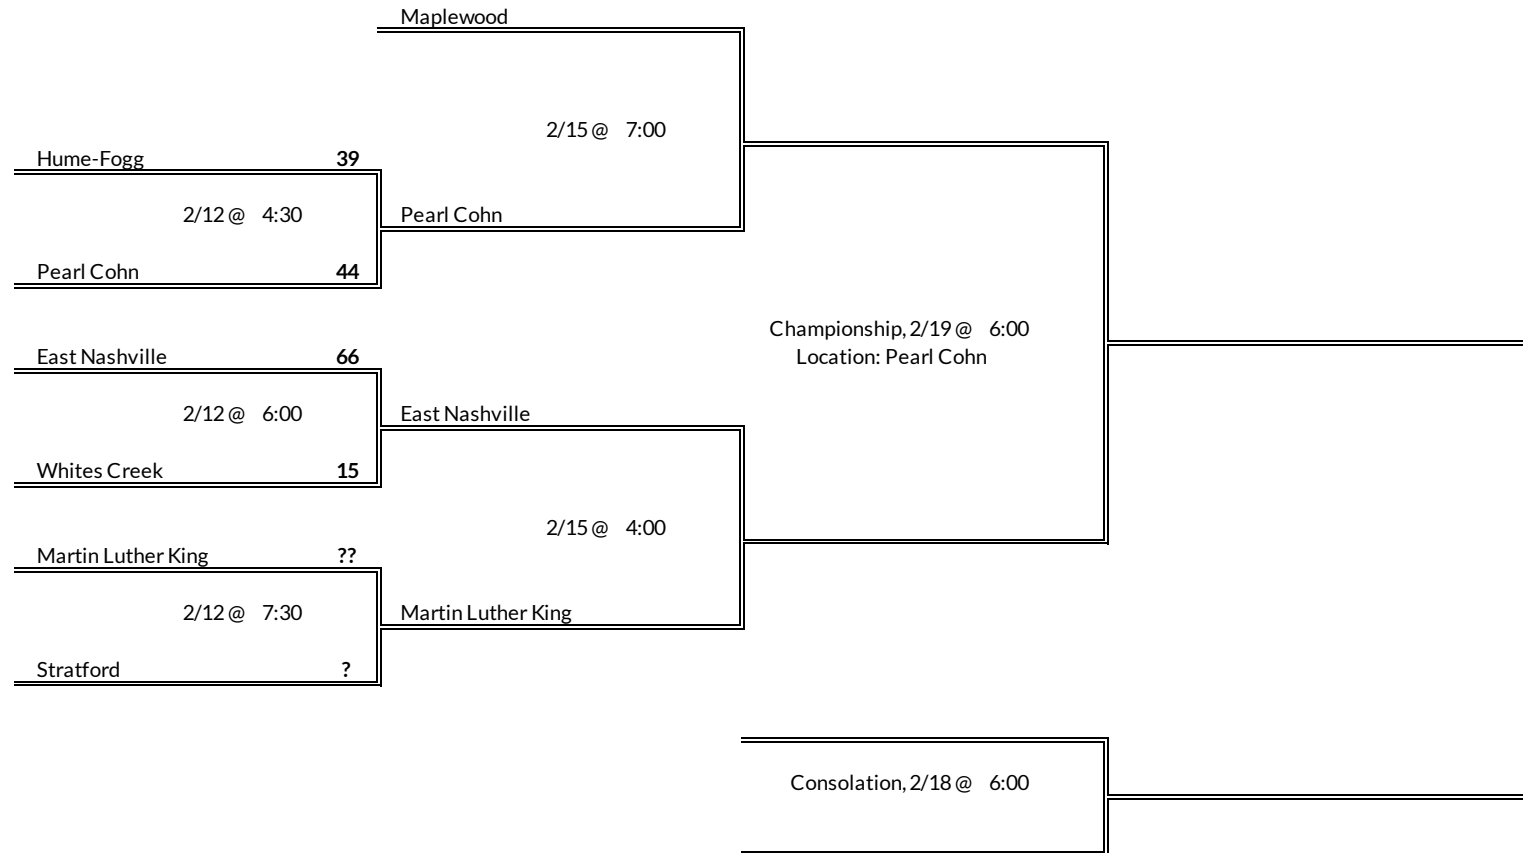 Maplewood
2/15 @ 7:00
Hume-Fogg 39
2/12 @ 4:30
Pearl Cohn
Pearl Cohn 44
Championship, 2/19 @ 6:00
Location: Pearl Cohn
East Nashville 66
2/12 @ 6:00
East Nashville
Whites Creek 15
2/15 @ 4:00
Martin Luther King ??
2/12 @ 7:30
Martin Luther King
Stratford ?
Consolation, 2/18 @ 6:00